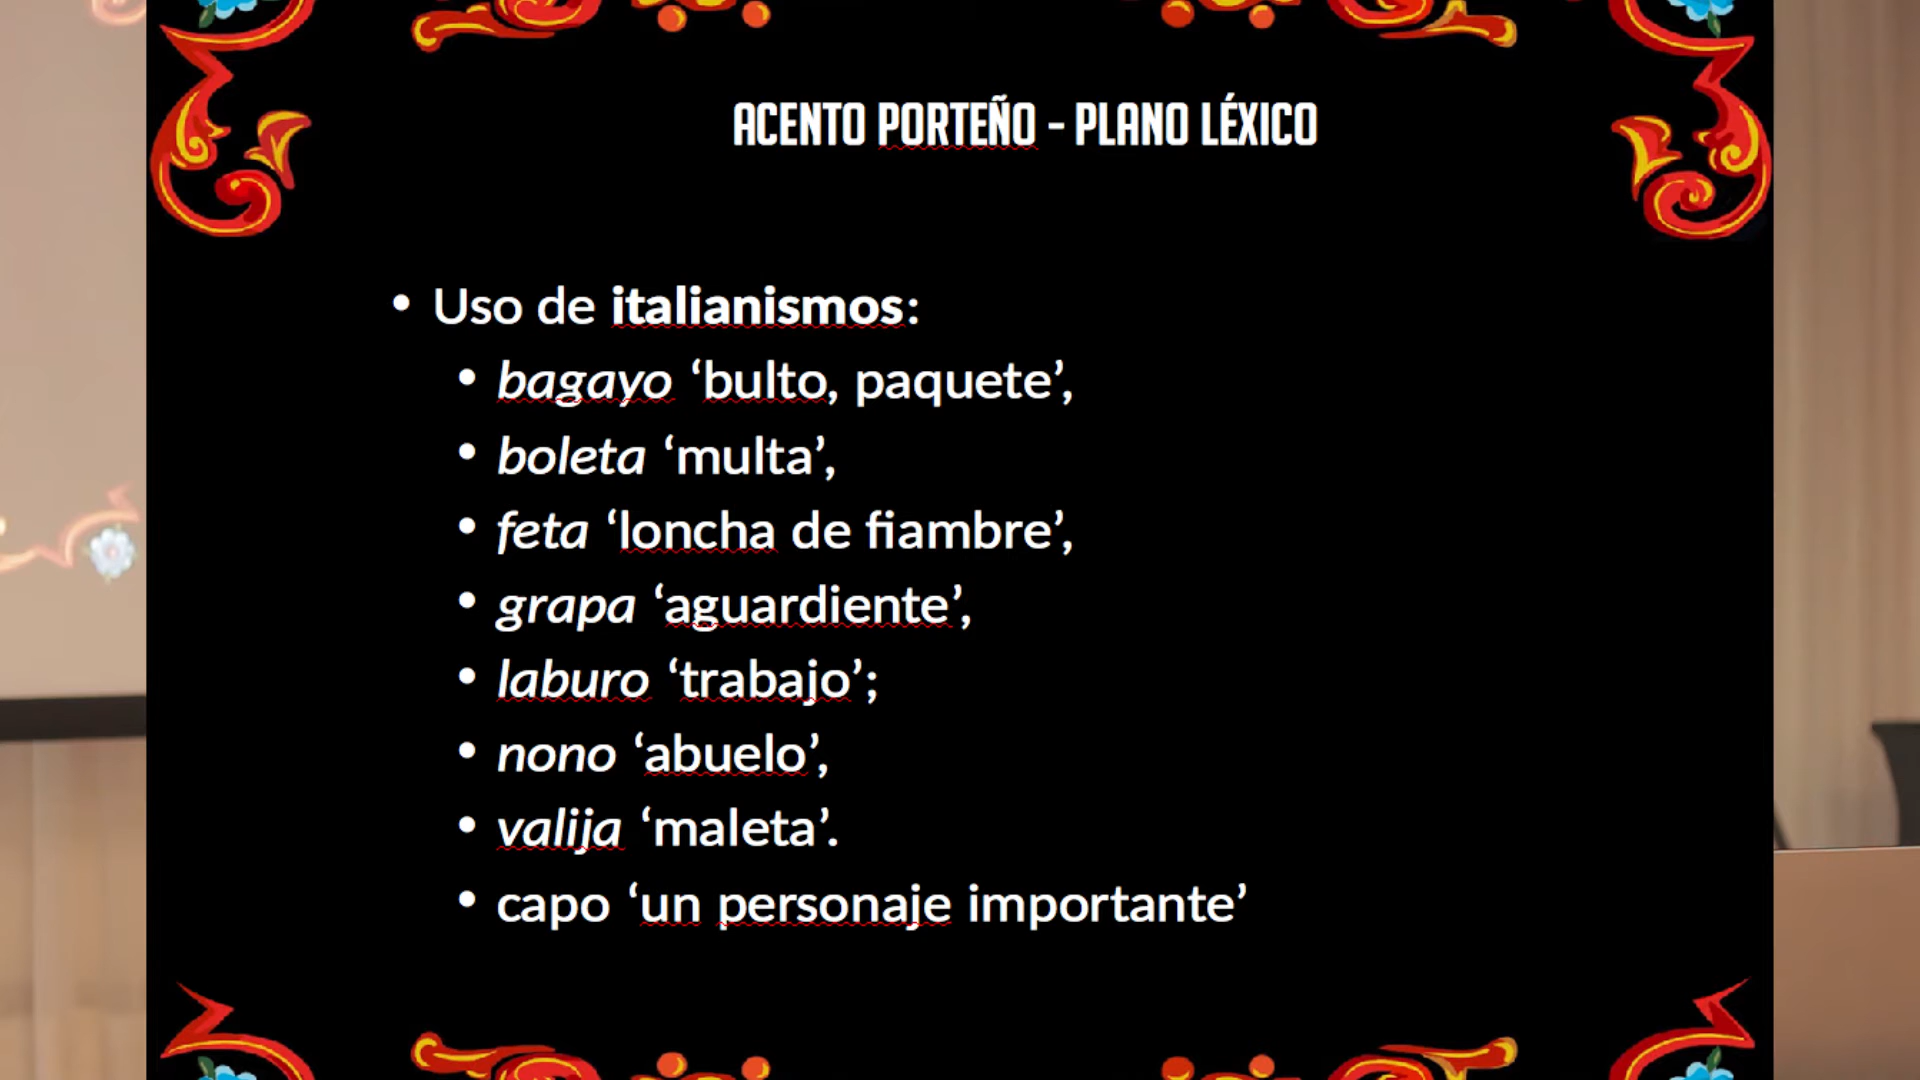 ACENTO PORTEÑO - PLANO LÉXICO
• Uso de italianismos:
• bagayo ‘bulto, paquete’,
• boleta ‘multa’,
• feta ‘loncha de fiambre’,
• grapa ‘aguardiente’,
• laburo ‘trabajo’;
• nono ‘abuelo’,
• valija ‘maleta’.
• capo ‘un personaje importante’